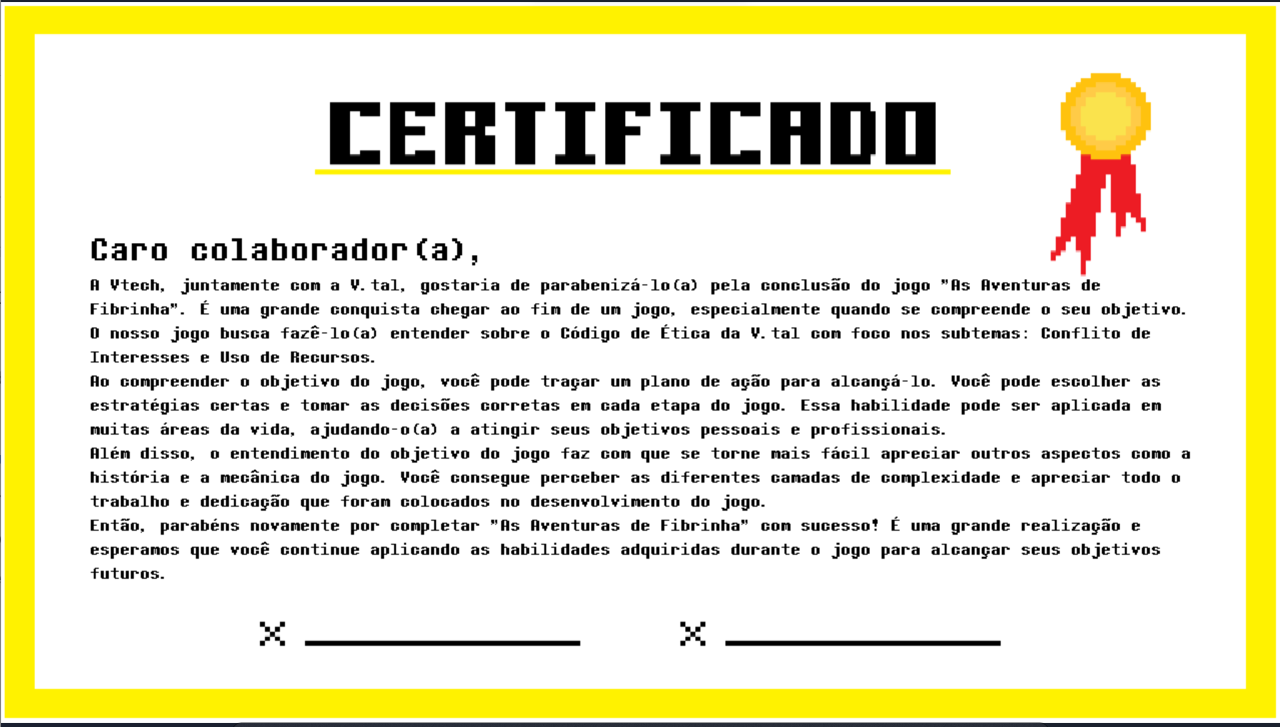 CERTIFICADO
Caro colaborador(a),
A Vtech, juntamente com a V.tal, gostaria de parabenizá-lo(a) pela conclusão do jogo "As Aventuras de
Fibrinha". É uma grande conquista chegar ao fim de um jogo, especialmente quando se compreende o seu objetivo.
O nosso jogo busca fazê-lo(a) entender sobre o Código de Ética da V.tal com foco nos subtemas: Conflito de
Interesses e Uso de Recursos.
Ao compreender o objetivo do jogo, você pode traçar um plano de ação para alcançá-lo. Você pode escolher as
estratégias certas e tomar as decisões corretas em cada etapa do jogo. Essa habilidade pode ser aplicada em
muitas áreas da vida, ajudando-o(a) a atingir seus objetivos pessoais e profissionais.
Além disso, o entendimento do objetivo do jogo faz com que se torne mais fácil apreciar outros aspectos como a
história e a mecânica do jogo. Você consegue perceber as diferentes camadas de complexidade e apreciar todo o
trabalho e dedicação que foram colocados no desenvolvimento do jogo.
Então, parabéns novamente por completar "As Aventuras de Fibrinha" com sucesso! É uma grande realização e
esperamos que você continue aplicando as habilidades adquiridas durante o jogo para alcançar seus objetivos
futuros.
X X